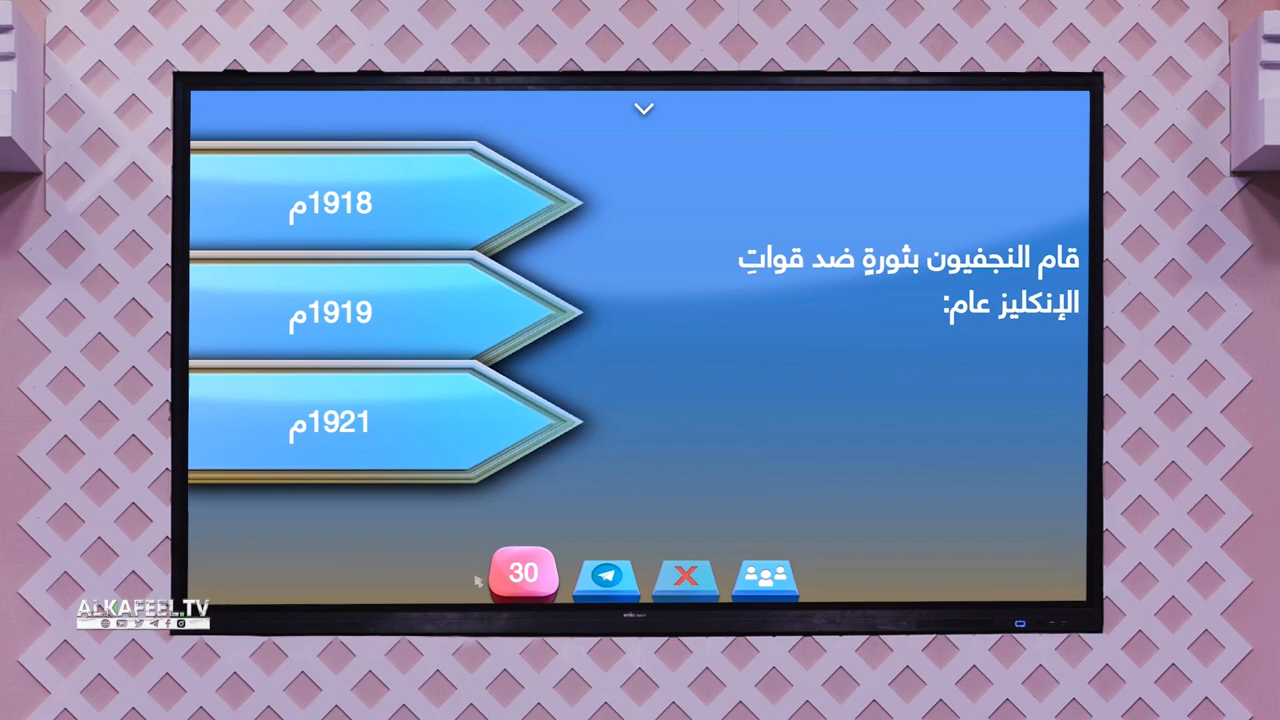 قام النجفيون بثورةٍ ضد قواتِ
الإنكليز عام:
1918م
1919م
1921م
30
ALKAFEEL.TV